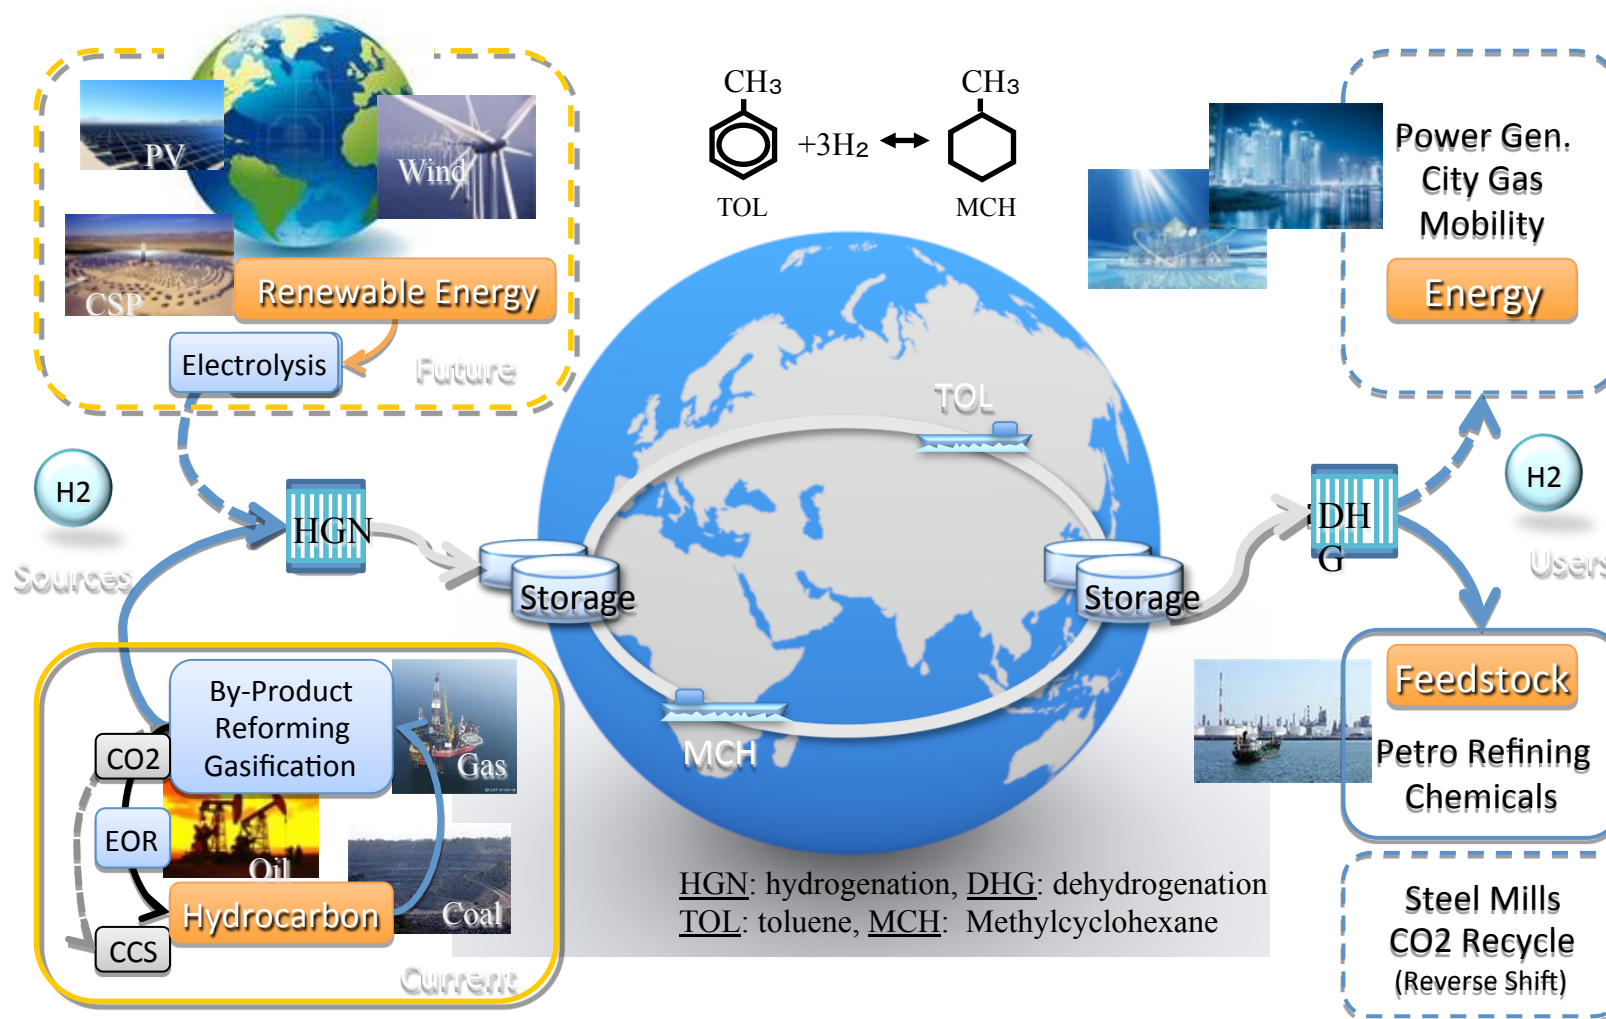 PV
Wind
CSP
Renewable Energy
Electrolysis
Future
CH₃
+3H₂
TOL
CH₃
MCH
Power Gen.
City Gas
Mobility
Energy
H2
Sources
HGN
Storage
TOL
MCH
Storage
DH
G
H2
Users
By-Product
Reforming
Gasification
CO2
EOR
CCS
Gas
Oil
Coal
Hydrocarbon
Current
Feedstock
Petro Refining
Chemicals
Steel Mills
CO2 Recycle
(Reverse Shift)
HGN: hydrogenation, DHG: dehydrogenation
TOL: toluene, MCH: Methylcyclohexane